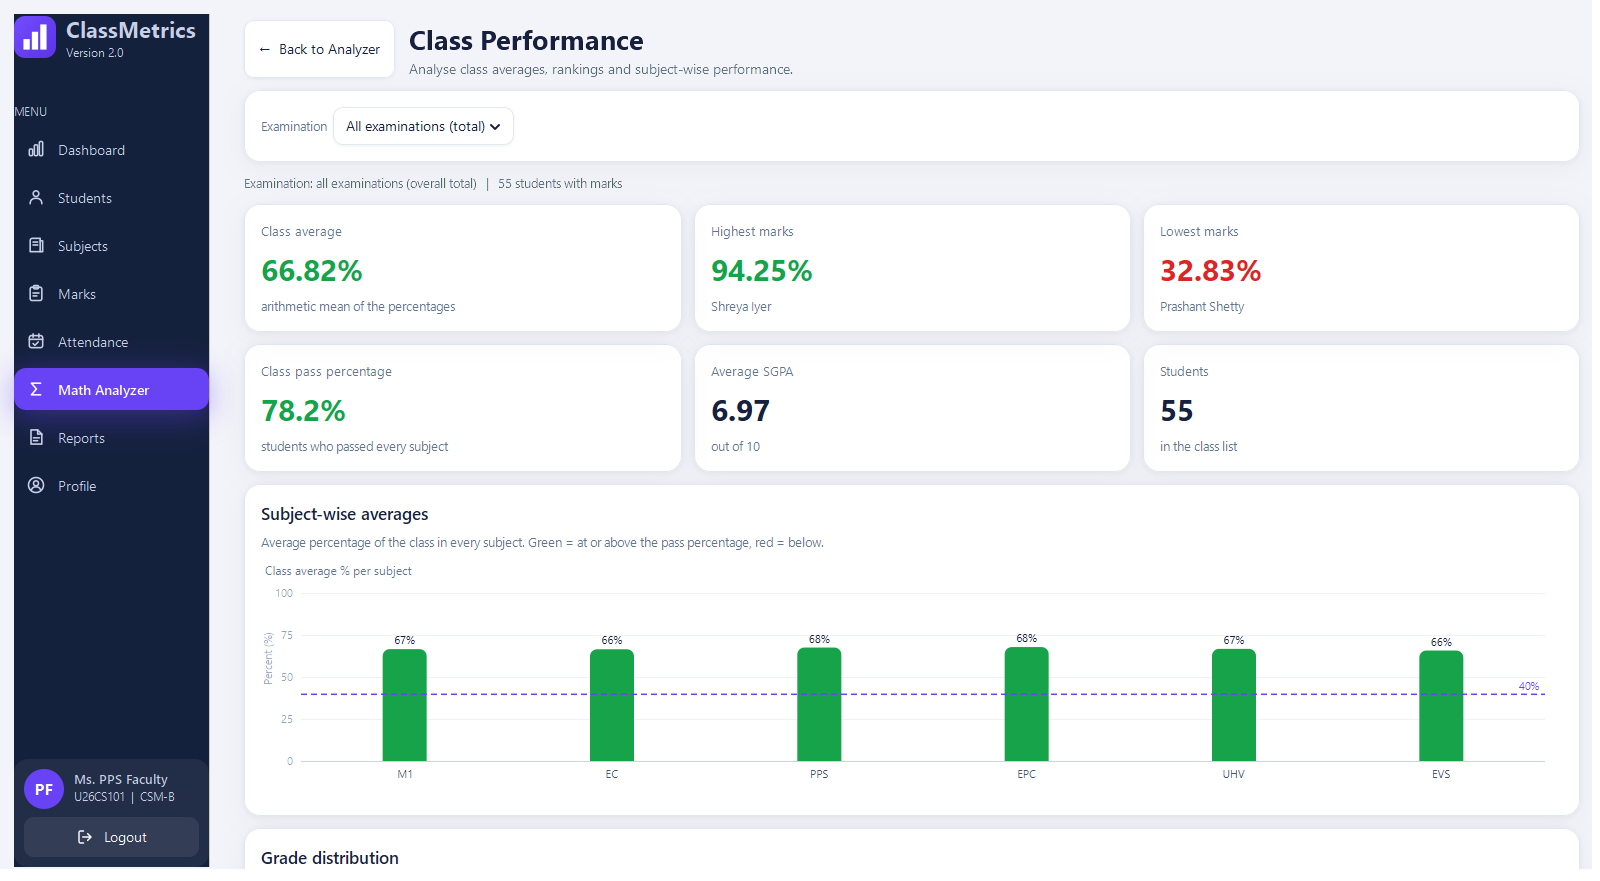 ClassMetrics
Version 2.0
MENU
Dashboard
Students
Subjects
Marks
Attendance
Σ Math Analyzer
Reports
Profile
PF
Ms. PPS Faculty
U26CS101 | CSM-B
Logout
← Back to Analyzer
Class Performance
Analyse class averages, rankings and subject-wise performance.
Examination All examinations (total)
Examination: all examinations (overall total) | 55 students with marks
Class average
66.82%
arithmetic mean of the percentages
Highest marks
94.25%
Shreya Iyer
Lowest marks
32.83%
Prashant Shetty
Class pass percentage
78.2%
students who passed every subject
Average SGPA
6.97
out of 10
Students
55
in the class list
Subject-wise averages
Average percentage of the class in every subject. Green = at or above the pass percentage, red = below.
Class average % per subject
Percent (%)
100
75
50
25
0
67%
66%
68%
68%
67%
66%
40%
M1
EC
PPS
EPC
UHV
EVS
Grade distribution